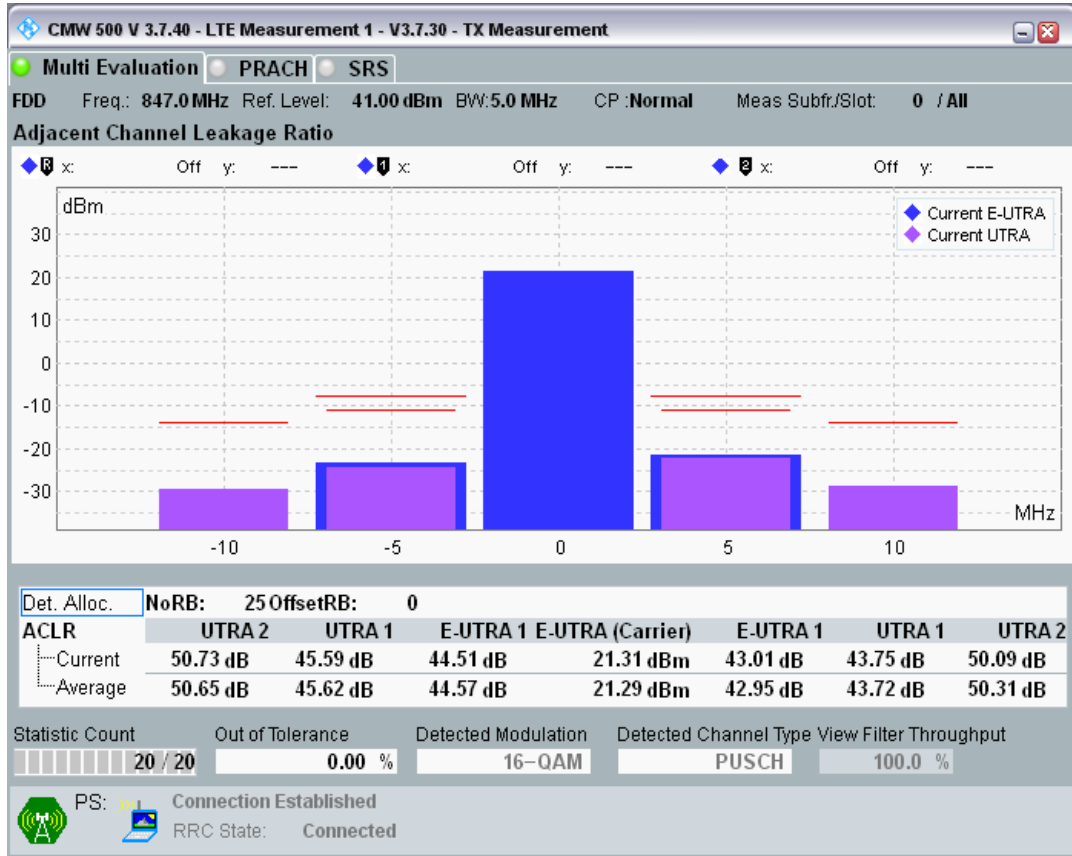 CMW 500 V 3.7.40 - LTE Measurement 1 - V3.7.30 - TX Measurement
Multi Evaluation PRACH SRS
FDD Freq.: 847.0 MHz Ref. Level: 41.00 dBm BW:5.0 MHz CP :Normal Meas Subfr./Slot: 0 / All
Adjacent Channel Leakage Ratio
R x: Off y: --- 1 x: Off y: --- 2 x: Off y: ---
dBm
Current E-UTRA
Current UTRA
30
20
10
0
-10
-20
-30
MHz
-10 -5 0 5 10
Det. Alloc. NoRB: 25 OffsetRB: 0
ACLR UTRA 2 UTRA 1 E-UTRA 1 E-UTRA (Carrier) E-UTRA 1 UTRA 1 UTRA 2
Current 50.73 dB 45.59 dB 44.51 dB 21.31 dBm 43.01 dB 43.75 dB 50.09 dB
Average 50.65 dB 45.62 dB 44.57 dB 21.29 dBm 42.95 dB 43.72 dB 50.31 dB
Statistic Count Out of Tolerance Detected Modulation Detected Channel Type View Filter Throughput
20 / 20 0.00 % 16-QAM PUSCH 100.0 %
PS: Connection Established
RRC State: Connected